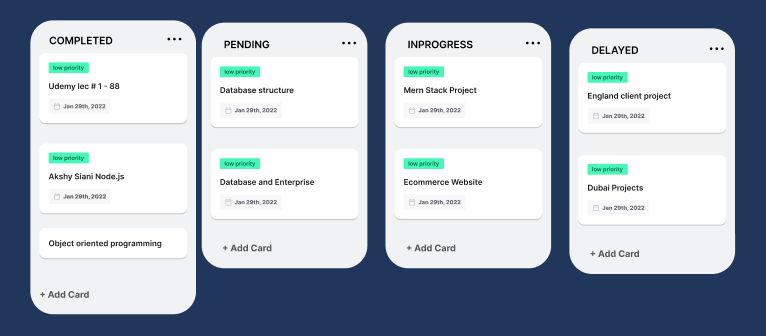 COMPLETED
low priority
Udemy lec # 1 - 88
Jan 29th, 2022
low priority
Akshy Siani Node.js
Jan 29th, 2022
Object oriented programming
+ Add Card
PENDING
low priority
Database structure
Jan 29th, 2022
low priority
Database and Enterprise
Jan 29th, 2022
+ Add Card
INPROGRESS
low priority
Mern Stack Project
Jan 29th, 2022
low priority
Ecommerce Website
Jan 29th, 2022
+ Add Card
DELAYED
low priority
England client project
Jan 29th, 2022
low priority
Dubai Projects
Jan 29th, 2022
+ Add Card